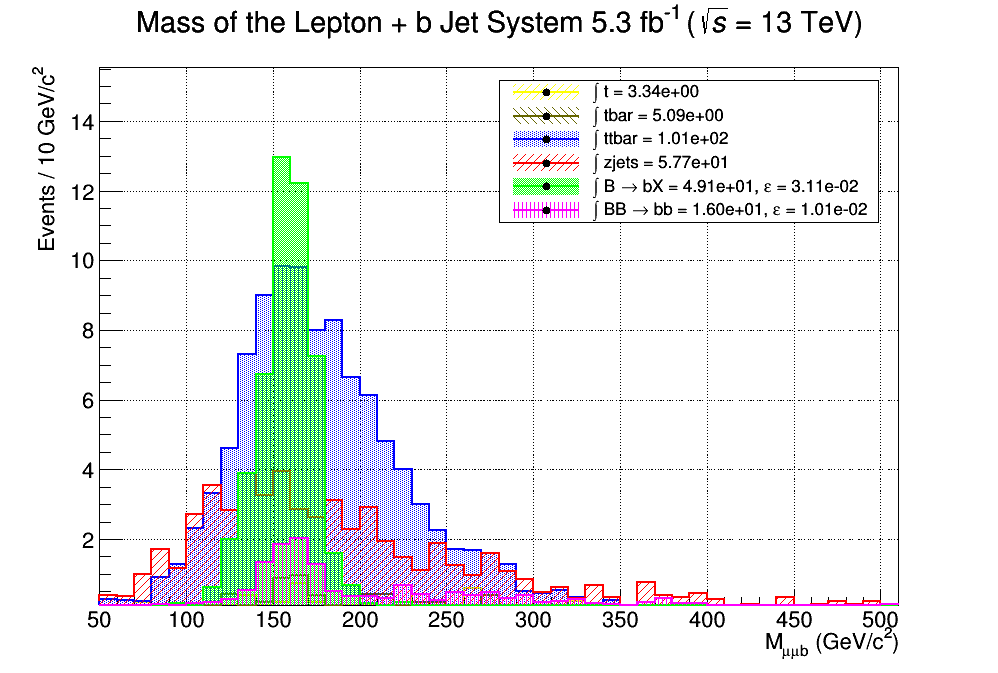 Mass of the Lepton + b Jet System 5.3 fb⁻¹ (√s = 13 TeV)
Events / 10 GeV/c²
∫ t = 3.34e+00
∫ tbar = 5.09e+00
∫ ttbar = 1.01e+02
∫ zjets = 5.77e+01
∫ B → bX = 4.91e+01, ε = 3.11e-02
∫ BB → bb = 1.60e+01, ε = 1.01e-02
14
12
10
8
6
4
2
50 100 150 200 250 300 350 400 450 500
M_μμb (GeV/c²)